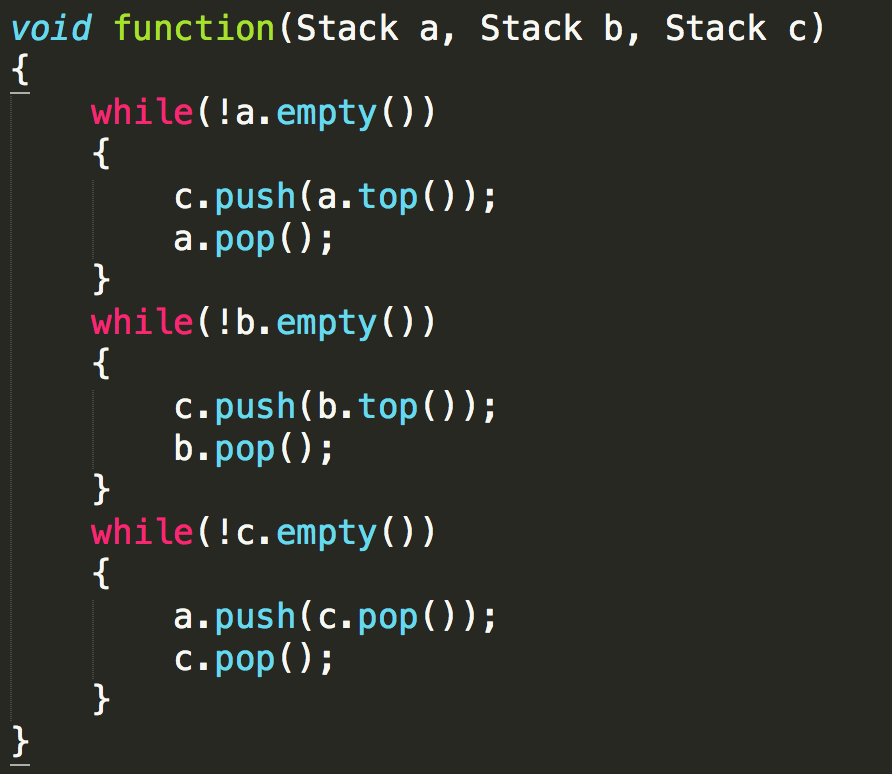 void function(Stack a, Stack b, Stack c)
{
    while(!a.empty())
    {
        c.push(a.top());
        a.pop();
    }
    while(!b.empty())
    {
        c.push(b.top());
        b.pop();
    }
    while(!c.empty())
    {
        a.push(c.pop());
        c.pop();
    }
}